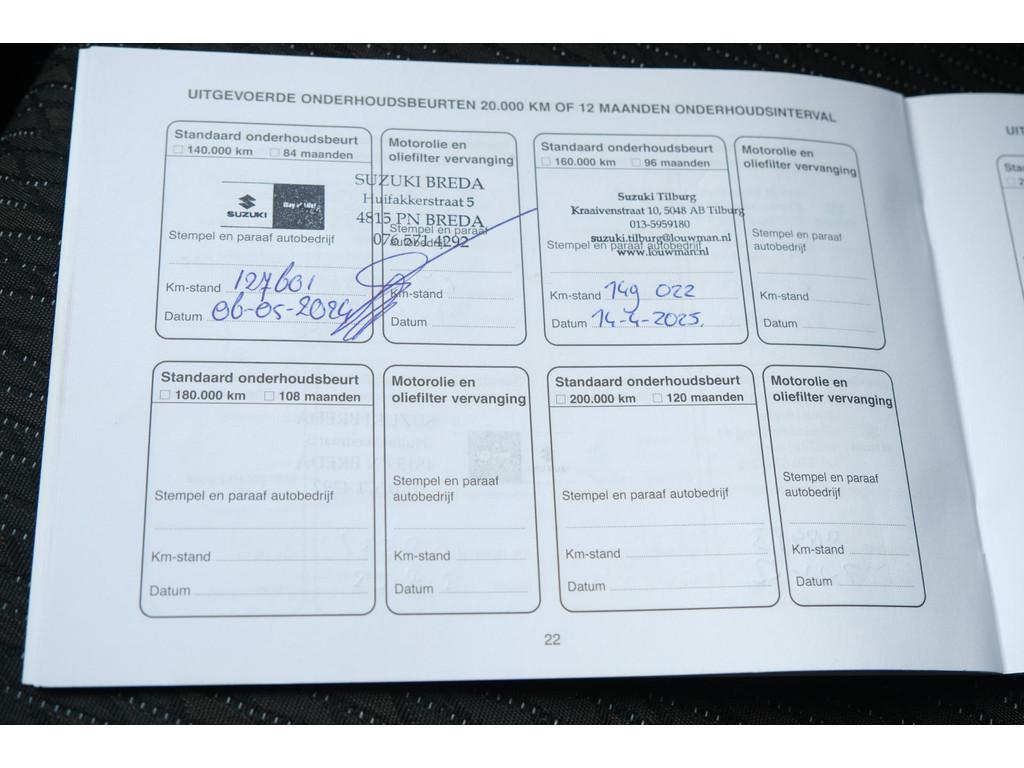 UITGEVOERDE ONDERHOUDSBEURTEN 20.000 KM OF 12 MAANDEN ONDERHOUDSINTERVAL
Standaard onderhoudsbeurt
140.000 km 84 maanden
SUZUKI
Way of Life!
Stempel en paraaf autobedrijf
Km-stand 127601
Datum 06-05-2024
Motorolie en
oliefilter vervanging
SUZUKI BREDA
Huifakkerstraat 5
4815 PN BREDA
076 571 4292
Stempel en paraaf
autobedrijf
Km-stand
Datum
Standaard onderhoudsbeurt
160.000 km 96 maanden
Suzuki Tilburg
Kraaivenstraat 10, 5048 AB Tilburg
013-5959180
suzuki.tilburg@louwman.nl
Stempel en paraaf autobedrijf
www.louwman.nl
Km-stand 149 022
Datum 14-4-2025.
Motorolie en
oliefilter vervanging
Stempel en paraaf
autobedrijf
Km-stand
Datum
Standaard onderhoudsbeurt
180.000 km 108 maanden
Stempel en paraaf autobedrijf
Km-stand
Datum
Motorolie en
oliefilter vervanging
Stempel en paraaf
autobedrijf
Km-stand
Datum
Standaard onderhoudsbeurt
200.000 km 120 maanden
Stempel en paraaf autobedrijf
Km-stand
Datum
Motorolie en
oliefilter vervanging
Stempel en paraaf
autobedrijf
Km-stand
Datum
22